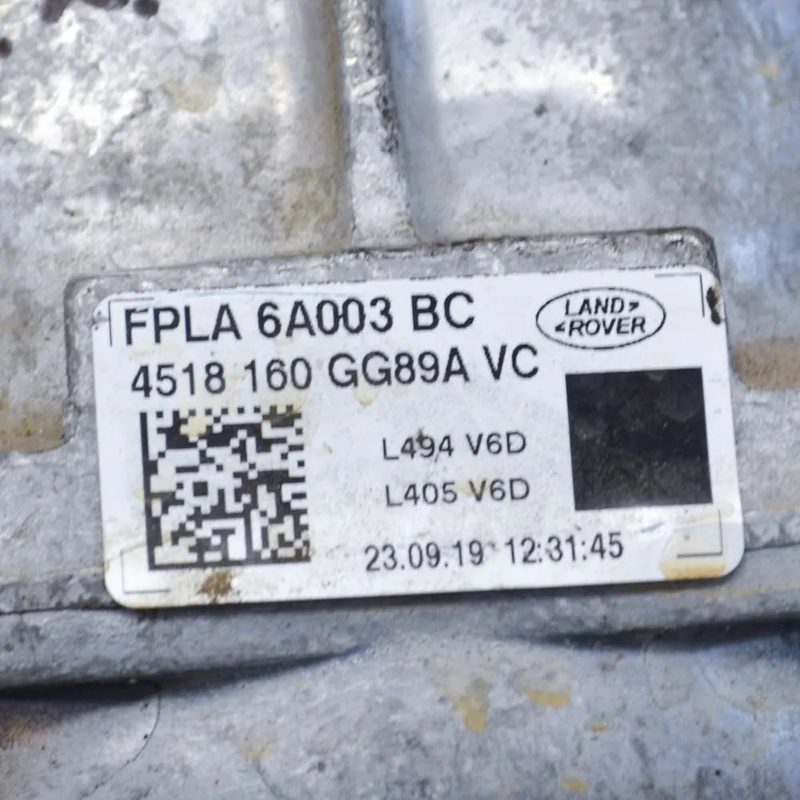 FPLA 6A003 BC
LAND
ROVER
4518 160 GG89A VC
L494 V6D
L405 V6D
23.09.19 12:31:45